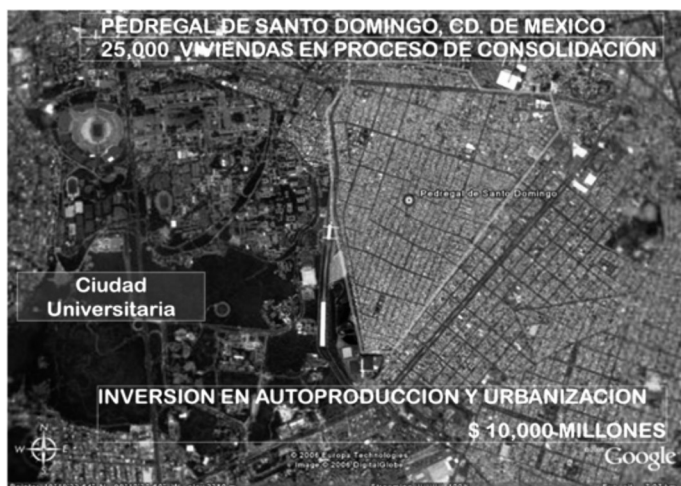 PEDREGAL DE SANTO DOMINGO, CD. DE MEXICO
25,000 VIVIENDAS EN PROCESO DE CONSOLIDACIÓN
Pedregal de Santo Domingo
Ciudad
Universitaria
INVERSION EN AUTOPRODUCCION Y URBANIZACION
$ 10,000 MILLONES
N
W E
S
© 2006 Europa Technologies
Image © 2006 DigitalGlobe
Google